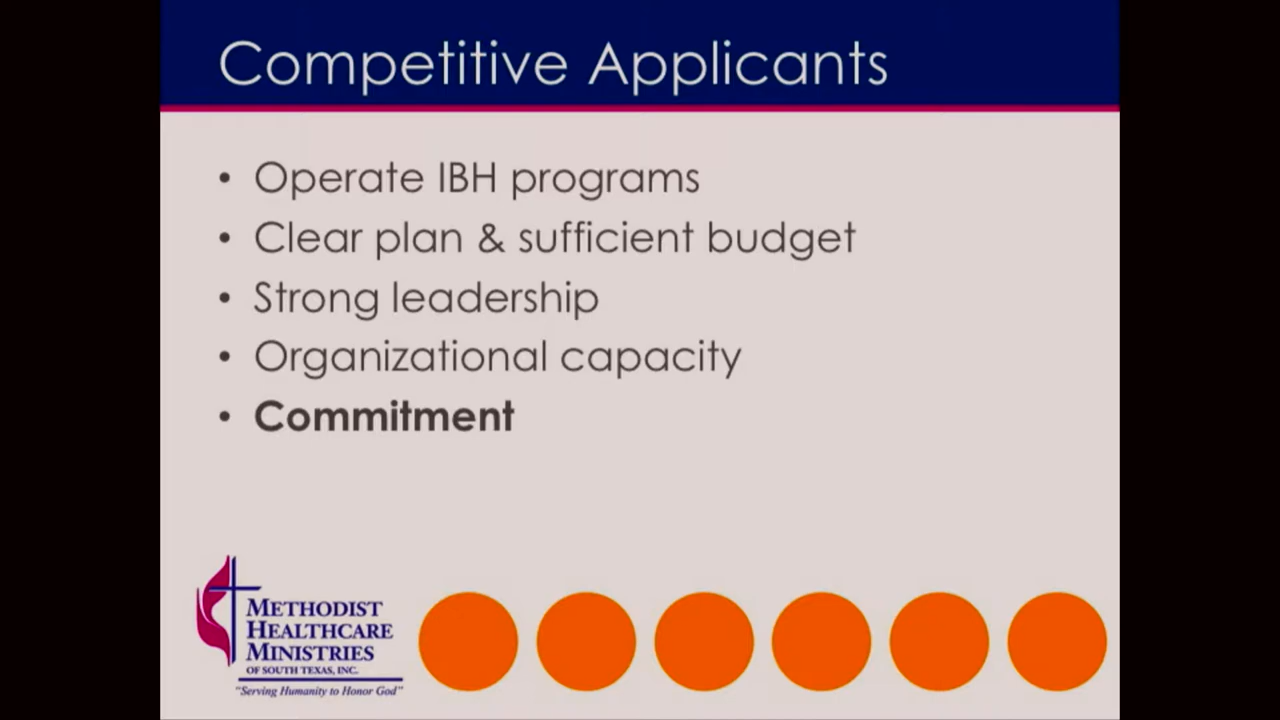 Competitive Applicants
• Operate IBH programs
• Clear plan & sufficient budget
• Strong leadership
• Organizational capacity
• Commitment
METHODIST
HEALTHCARE
MINISTRIES
OF SOUTH TEXAS, INC.
"Serving Humanity to Honor God"